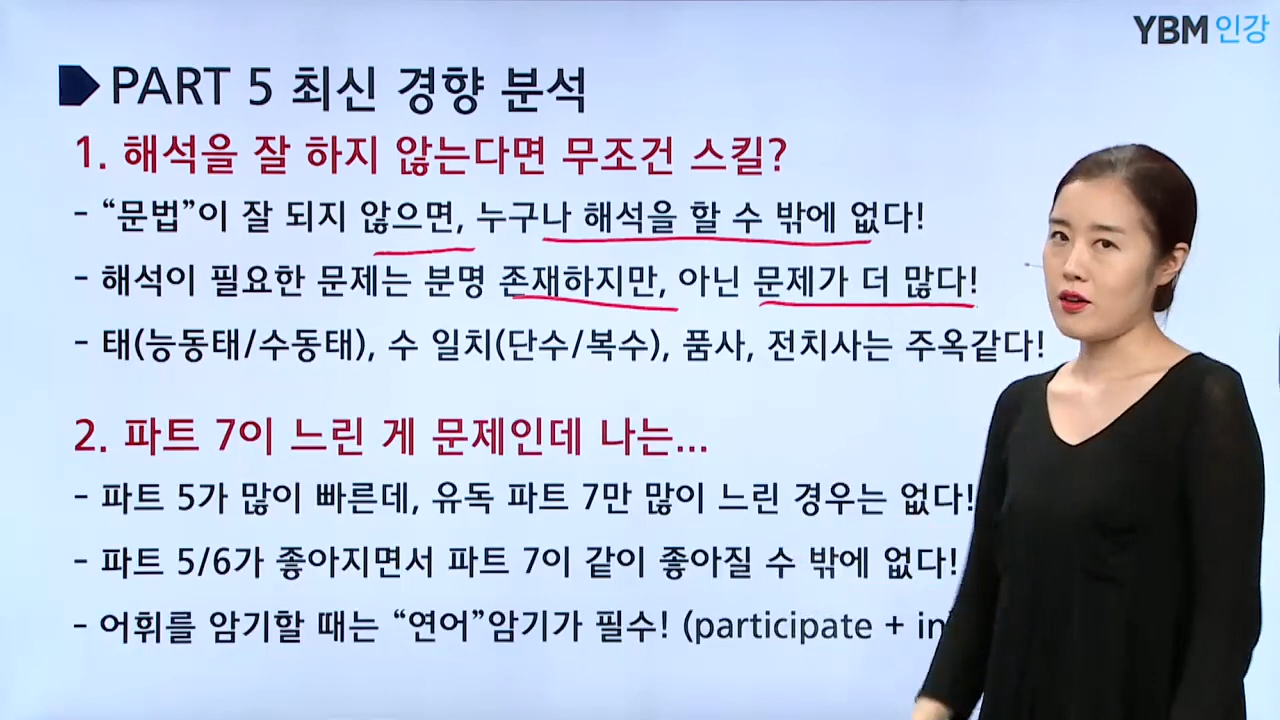 YBM 인강
PART 5 최신 경향 분석
1. 해석을 잘 하지 않는다면 무조건 스킬?
- “문법”이 잘 되지 않으면, 누구나 해석을 할 수 밖에 없다!
- 해석이 필요한 문제는 분명 존재하지만, 아닌 문제가 더 많다!
- 태(능동태/수동태), 수 일치(단수/복수), 품사, 전치사는 주옥같다!
2. 파트 7이 느린 게 문제인데 나는...
- 파트 5가 많이 빠른데, 유독 파트 7만 많이 느린 경우는 없다!
- 파트 5/6가 좋아지면서 파트 7이 같이 좋아질 수 밖에 없다!
- 어휘를 암기할 때는 “연어”암기가 필수! (participate + in